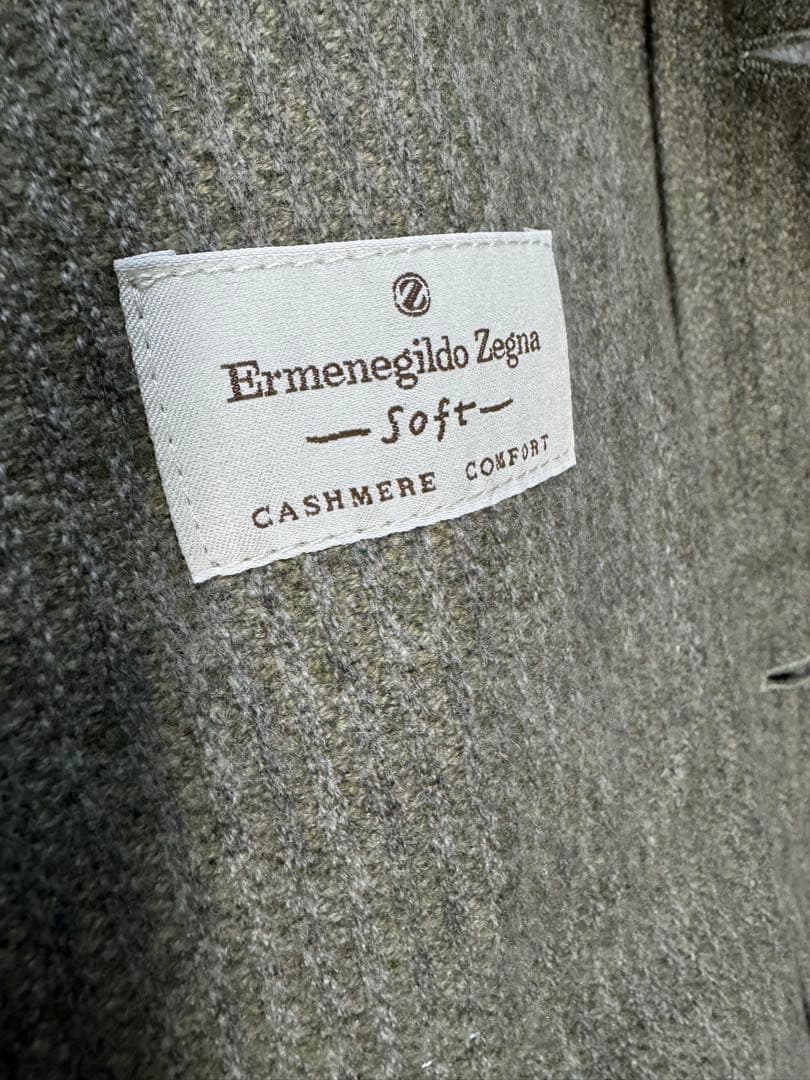 Z
Ermenegildo Zegna
Soft
CASHMERE COMFORT